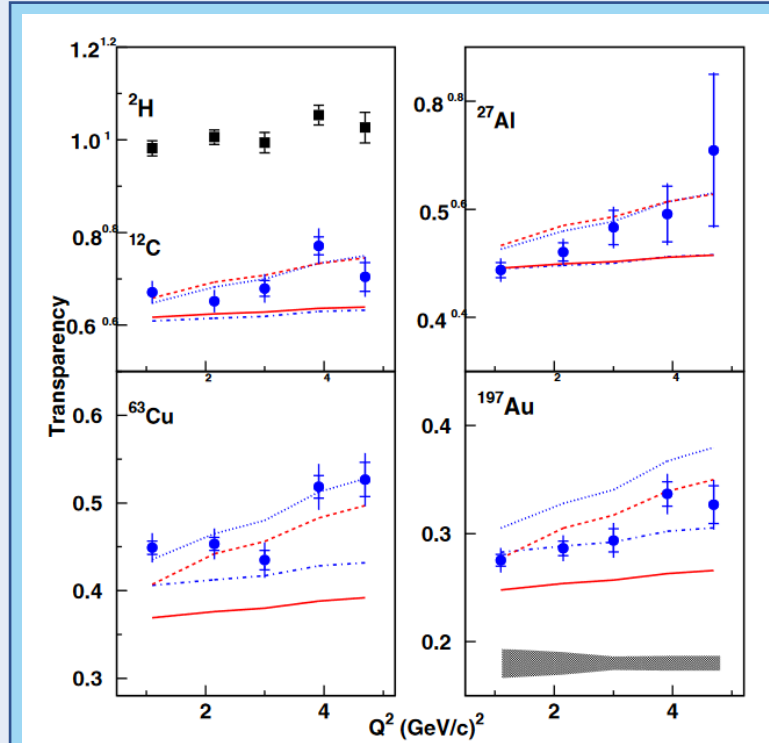 1.2 1.2
²H
1.0 1
0.8 0.8
¹²C
0.6 0.6
2 4
²⁷Al
0.8 0.8
0.5 0.6
0.4 0.4
2 4
Transparency
⁶³Cu
0.6
0.5
0.4
0.3
2 4
¹⁹⁷Au
0.4
0.3
0.2
2 4
Q² (GeV/c)²